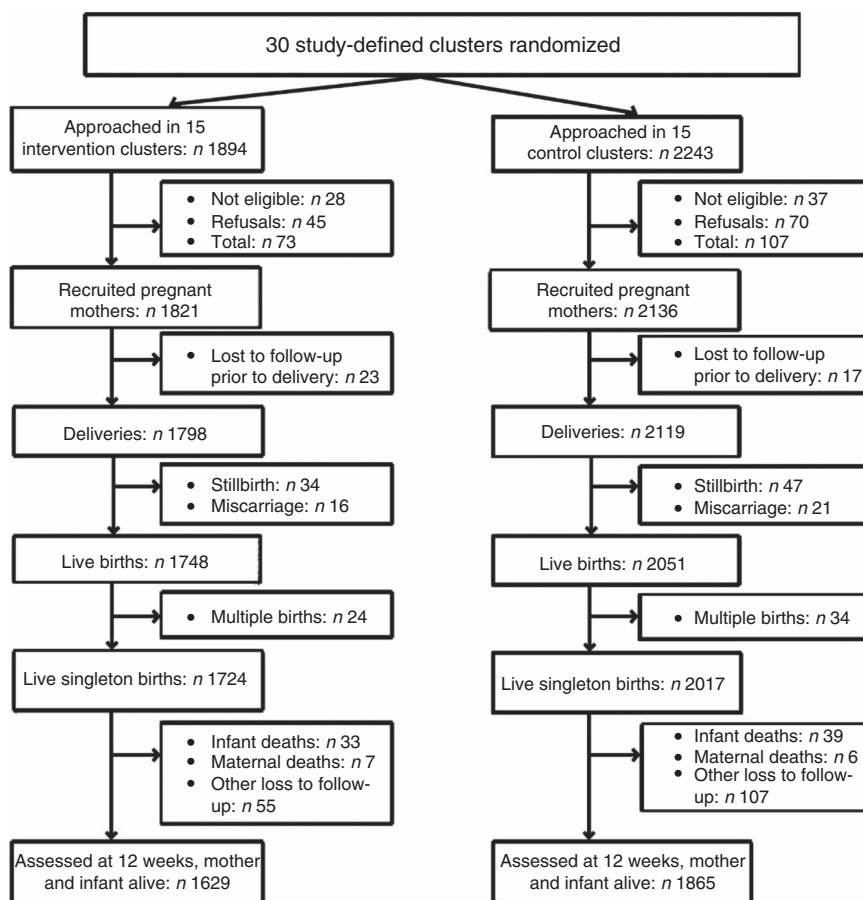 30 study-defined clusters randomized
Approached in 15
intervention clusters: n 1894
• Not eligible: n 28
• Refusals: n 45
• Total: n 73
Recruited pregnant
mothers: n 1821
• Lost to follow-up
prior to delivery: n 23
Deliveries: n 1798
• Stillbirth: n 34
• Miscarriage: n 16
Live births: n 1748
• Multiple births: n 24
Live singleton births: n 1724
• Infant deaths: n 33
• Maternal deaths: n 7
• Other loss to follow-
up: n 55
Assessed at 12 weeks, mother
and infant alive: n 1629
Approached in 15
control clusters: n 2243
• Not eligible: n 37
• Refusals: n 70
• Total: n 107
Recruited pregnant
mothers: n 2136
• Lost to follow-up
prior to delivery: n 17
Deliveries: n 2119
• Stillbirth: n 47
• Miscarriage: n 21
Live births: n 2051
• Multiple births: n 34
Live singleton births: n 2017
• Infant deaths: n 39
• Maternal deaths: n 6
• Other loss to follow-
up: n 107
Assessed at 12 weeks, mother
and infant alive: n 1865